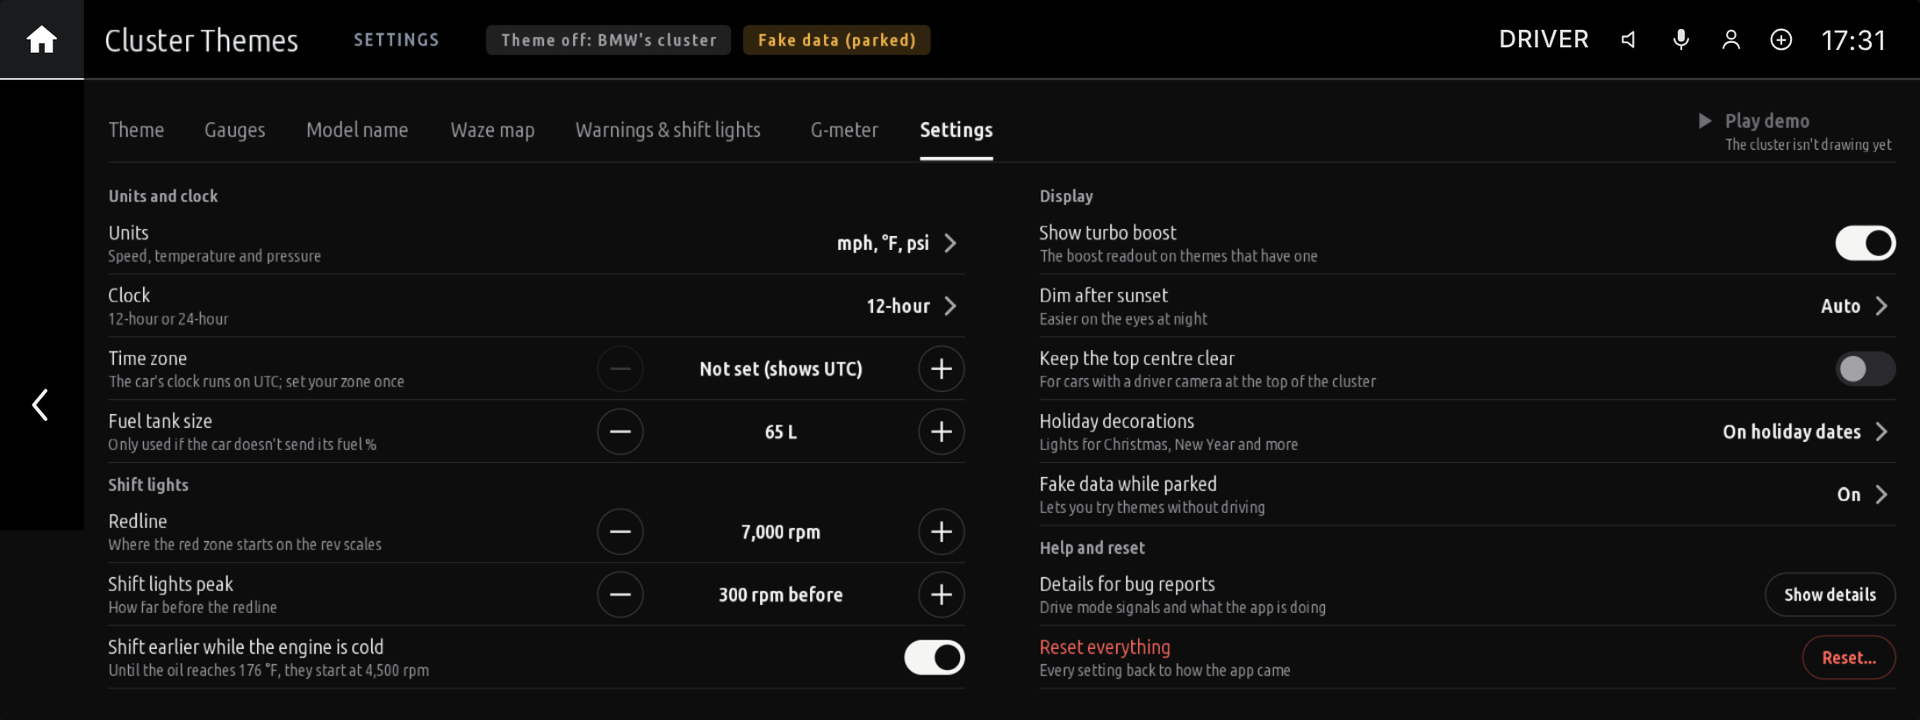 Cluster Themes
SETTINGS
Theme off: BMW's cluster
Fake data (parked)
DRIVER
17:31
Theme
Gauges
Model name
Waze map
Warnings & shift lights
G-meter
Settings
Play demo
The cluster isn't drawing yet
Units and clock
Units
Speed, temperature and pressure
mph, °F, psi
Clock
12-hour or 24-hour
12-hour
Time zone
The car's clock runs on UTC; set your zone once
Not set (shows UTC)
Fuel tank size
Only used if the car doesn't send its fuel %
65 L
Shift lights
Redline
Where the red zone starts on the rev scales
7,000 rpm
Shift lights peak
How far before the redline
300 rpm before
Shift earlier while the engine is cold
Until the oil reaches 176 °F, they start at 4,500 rpm
Display
Show turbo boost
The boost readout on themes that have one
Dim after sunset
Easier on the eyes at night
Auto
Keep the top centre clear
For cars with a driver camera at the top of the cluster
Holiday decorations
Lights for Christmas, New Year and more
On holiday dates
Fake data while parked
Lets you try themes without driving
On
Help and reset
Details for bug reports
Drive mode signals and what the app is doing
Show details
Reset everything
Every setting back to how the app came
Reset...